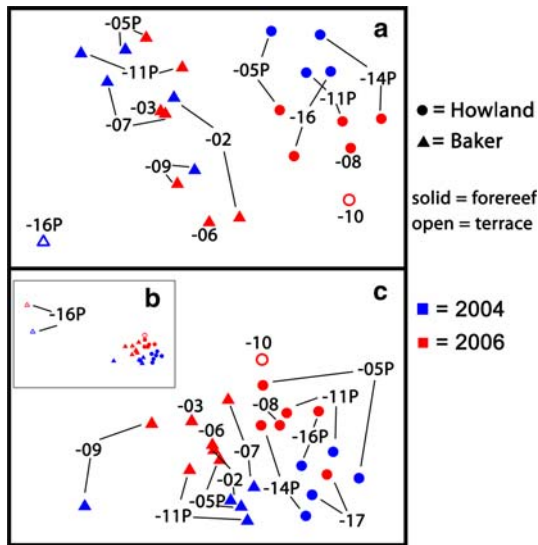 -05P
a
-11P
-05P
-14P
-11P
-03
-16
-07
-02
-08
-09
-10
-06
-16P
● = Howland
▲ = Baker
solid = forereef
open = terrace
b
-16P
c
-10
-05P
-03
-08
-11P
-06
-09
-07
-16P
-02
-14P
-05P
-17
-11P
■ = 2004
■ = 2006